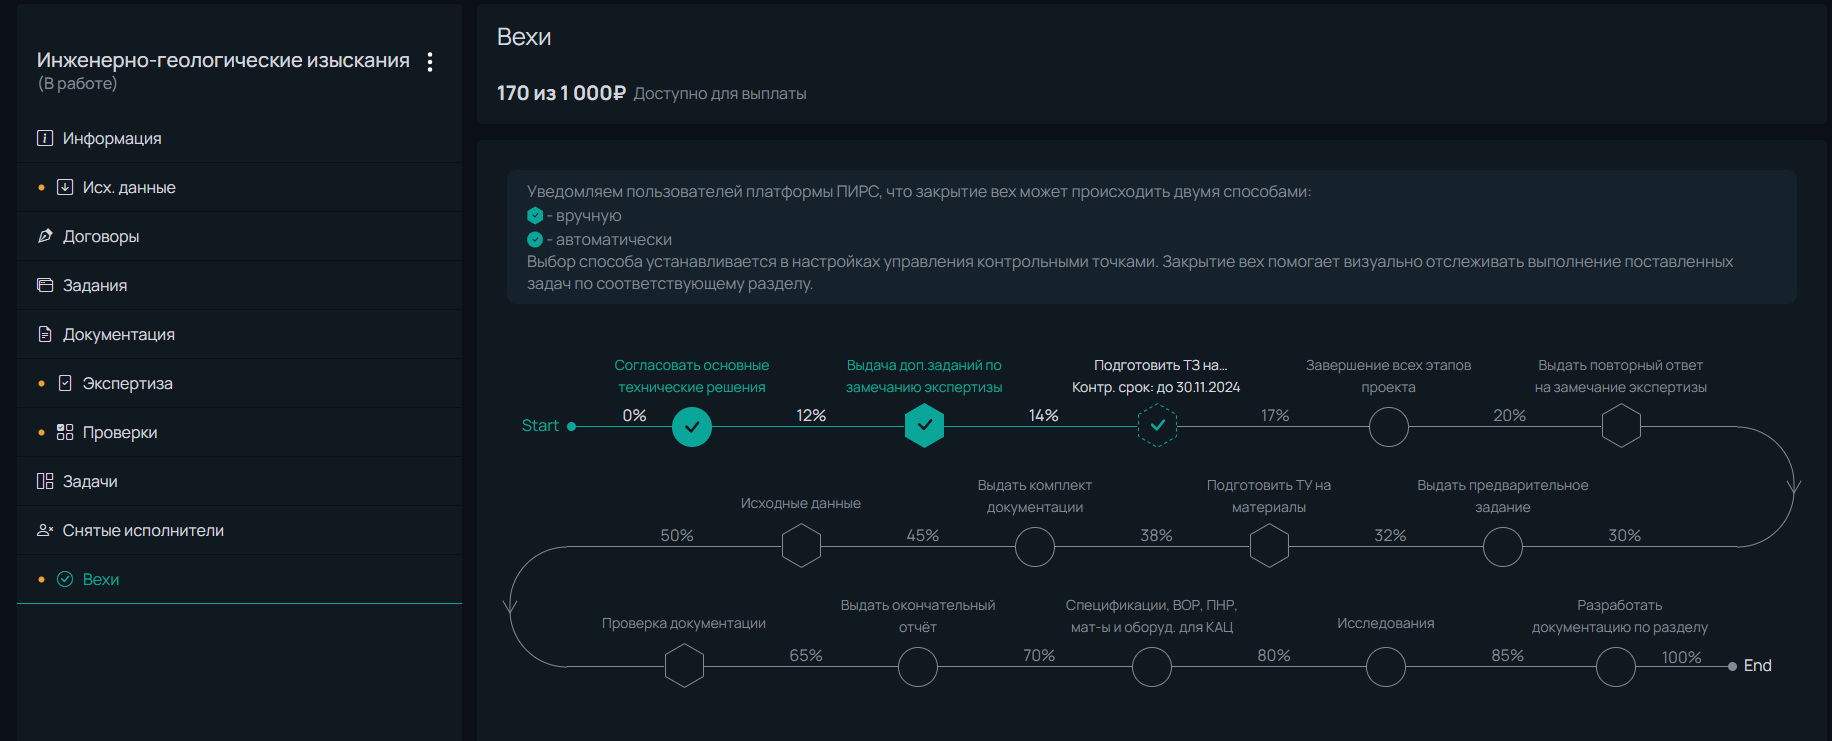 Инженерно-геологические изыскания
(В работе)
Информация
Исх. данные
Договоры
Задания
Документация
Экспертиза
Проверки
Задачи
Снятые исполнители
Вехи
Вехи
170 из 1 000₽ Доступно для выплаты
Уведомляем пользователей платформы ПИРС, что закрытие вех может происходить двумя способами:
- вручную
- автоматически
Выбор способа устанавливается в настройках управления контрольными точками. Закрытие вех помогает визуально отслеживать выполнение поставленных
задач по соответствующему разделу.
Согласовать основные
технические решения
Выдача доп.заданий по
замечанию экспертизы
Подготовить ТЗ на...
Контр. срок: до 30.11.2024
Завершение всех этапов
проекта
Выдать повторный ответ
на замечание экспертизы
Start 0% 12% 14% 17% 20%
Исходные данные
Выдать комплект
документации
Подготовить ТУ на
материалы
Выдать предварительное
задание
50% 45% 38% 32% 30%
Проверка документации
Выдать окончательный
отчёт
Спецификации, ВОР, ПНР,
мат-ы и оборуд. для КАЦ
Исследования
Разработать
документацию по разделу
65% 70% 80% 85% 100% End